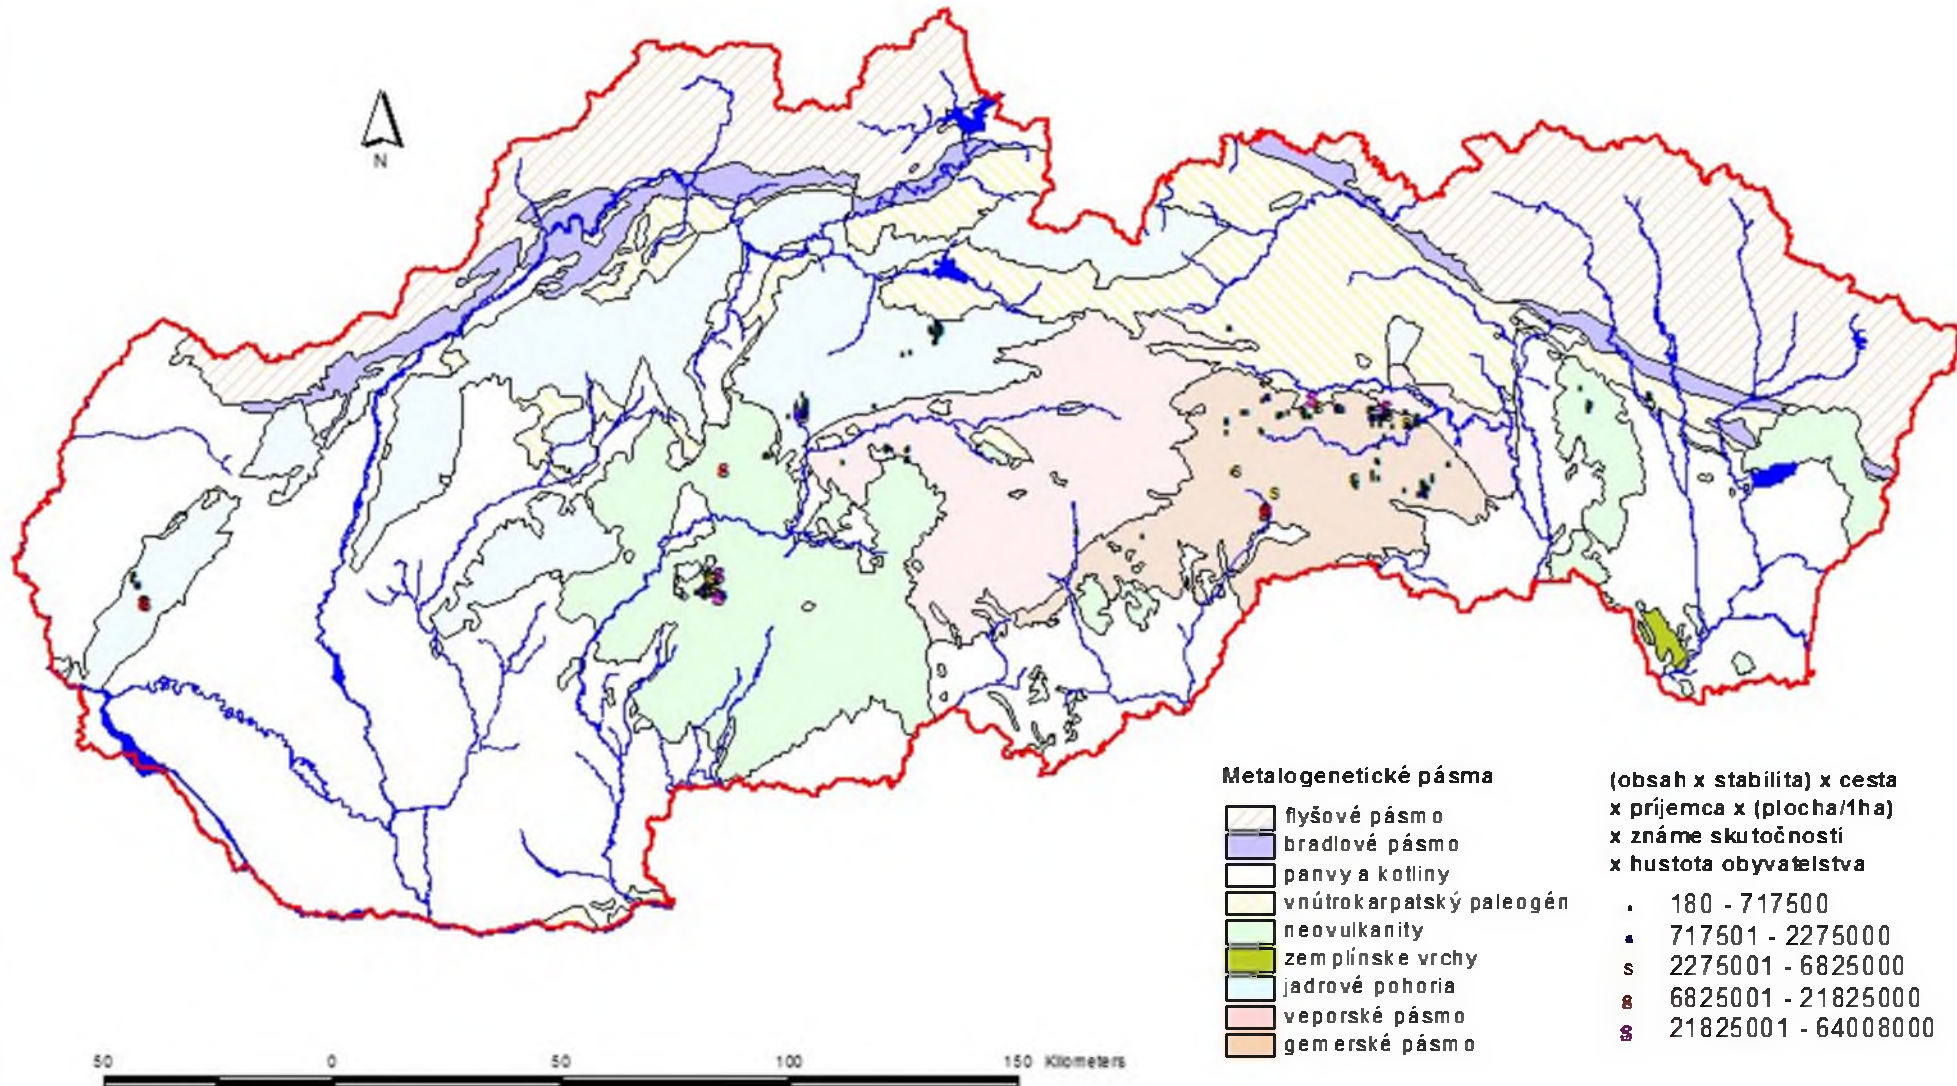 N
Metalogenetické pásma
flyšové pásmo
bradlové pásmo
panvy a kotliny
vnútrokarpatský paleogén
neovulkanity
zemplínske vrchy
jadrové pohoria
veporské pásmo
gemerské pásmo
(obsah x stabilita) x cesta
x príjemca x (plocha/1ha)
x známe skutočnosti
x hustota obyvatelstva
180 - 717500
717501 - 2275000
2275001 - 6825000
6825001 - 21825000
21825001 - 64008000
50 0 50 100 150 Kilometers